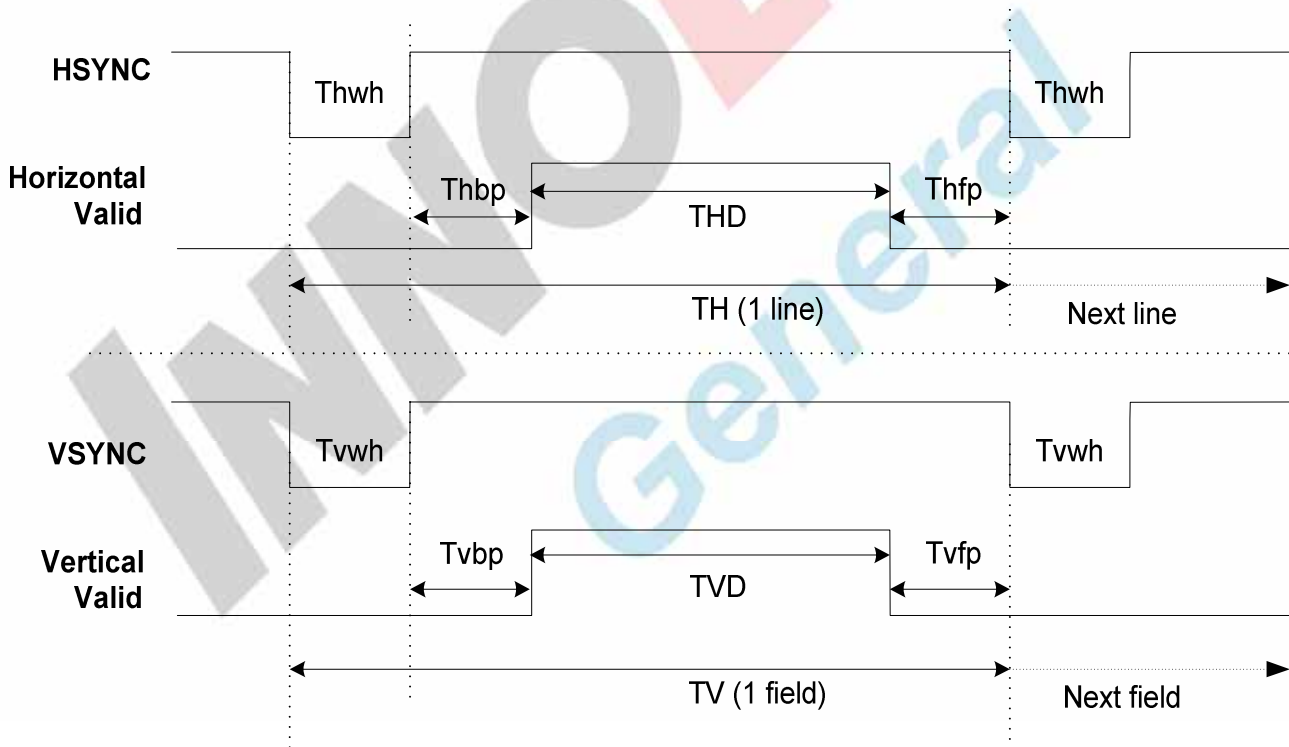 HSYNC
Thwh
Thwh
Horizontal
Valid
Thbp
THD
Thfp
TH (1 line)
Next line
VSYNC
Tvwh
Tvwh
Vertical
Valid
Tvbp
TVD
Tvfp
TV (1 field)
Next field
INNO
General